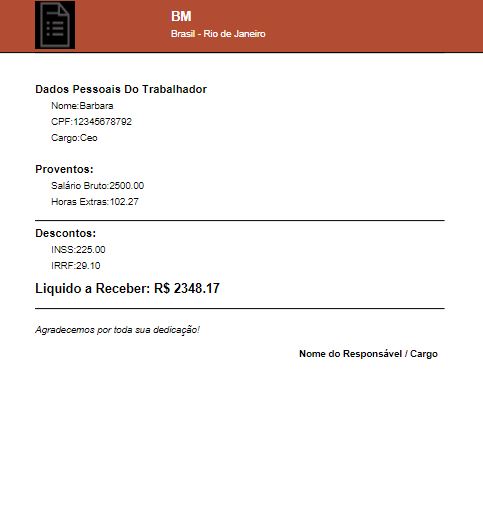 BM
Brasil - Rio de Janeiro
Dados Pessoais Do Trabalhador
Nome:Barbara
CPF:12345678792
Cargo:Ceo
Proventos:
Salário Bruto:2500.00
Horas Extras:102.27
Descontos:
INSS:225.00
IRRF:29.10
Liquido a Receber: R$ 2348.17
Agradecemos por toda sua dedicação!
Nome do Responsável / Cargo